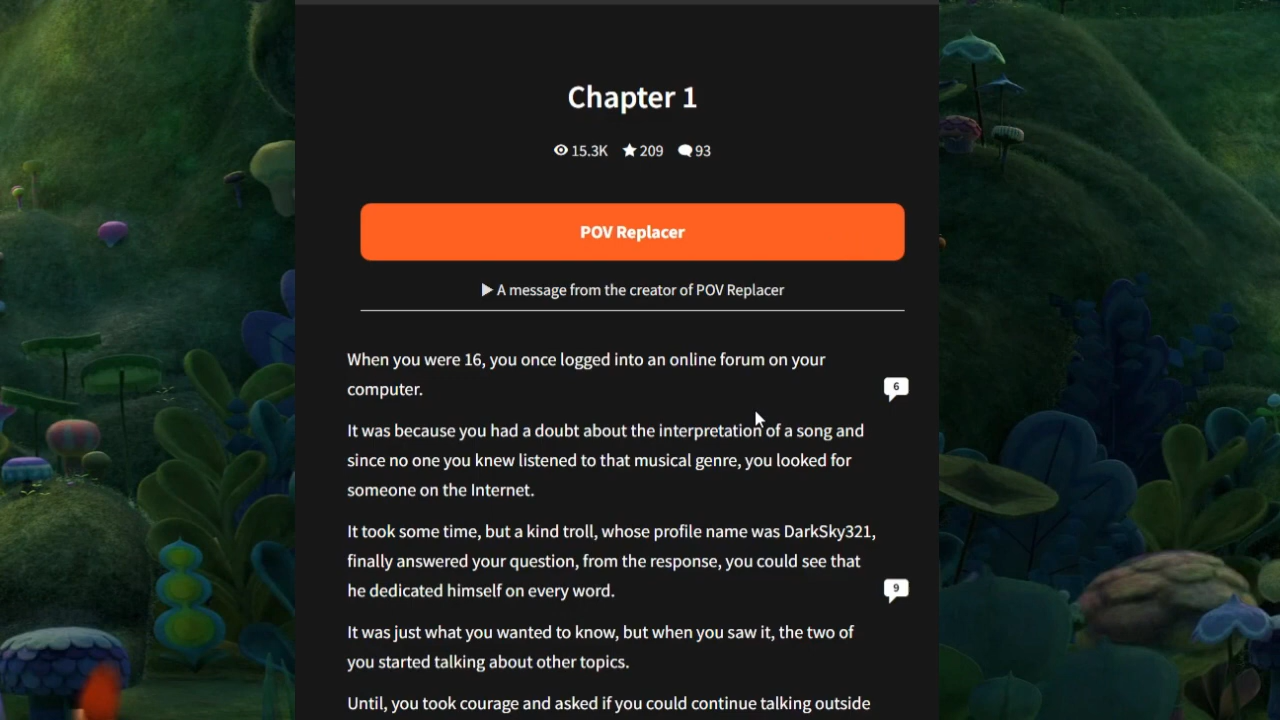 Chapter 1
15.3K 209 93
POV Replacer
A message from the creator of POV Replacer
When you were 16, you once logged into an online forum on your
computer.
6
It was because you had a doubt about the interpretation of a song and
since no one you knew listened to that musical genre, you looked for
someone on the Internet.
It took some time, but a kind troll, whose profile name was DarkSky321,
finally answered your question, from the response, you could see that
he dedicated himself on every word.
9
It was just what you wanted to know, but when you saw it, the two of
you started talking about other topics.
Until, you took courage and asked if you could continue talking outside